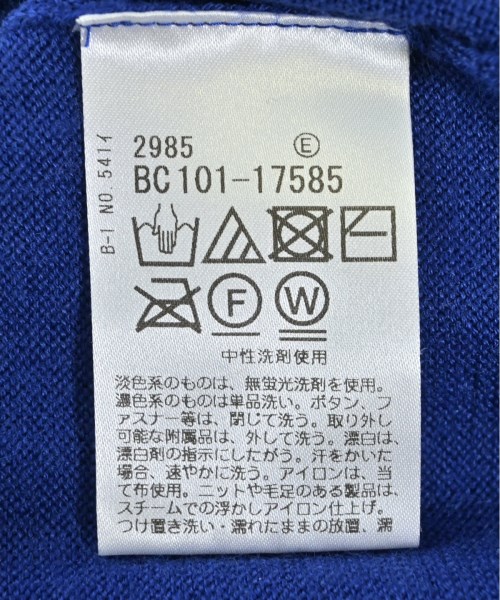 2985 Ⓔ
BC101-17585
B-1 NO.541イ
F W
中性洗剤使用
淡色系のものは、無蛍光洗剤を使用。
濃色系のものは単品洗い。ボタン、フ
ァスナー等は、閉じて洗う。取り外し
可能な附属品は、外して洗う。漂白は、
漂白剤の指示にしたがう。汗をかいた
場合、速やかに洗う。アイロンは、当
て布使用。ニットや毛足のある製品は、
スチームでの浮かしアイロン仕上げ。
つけ置き洗い・濡れたままの放置、濡